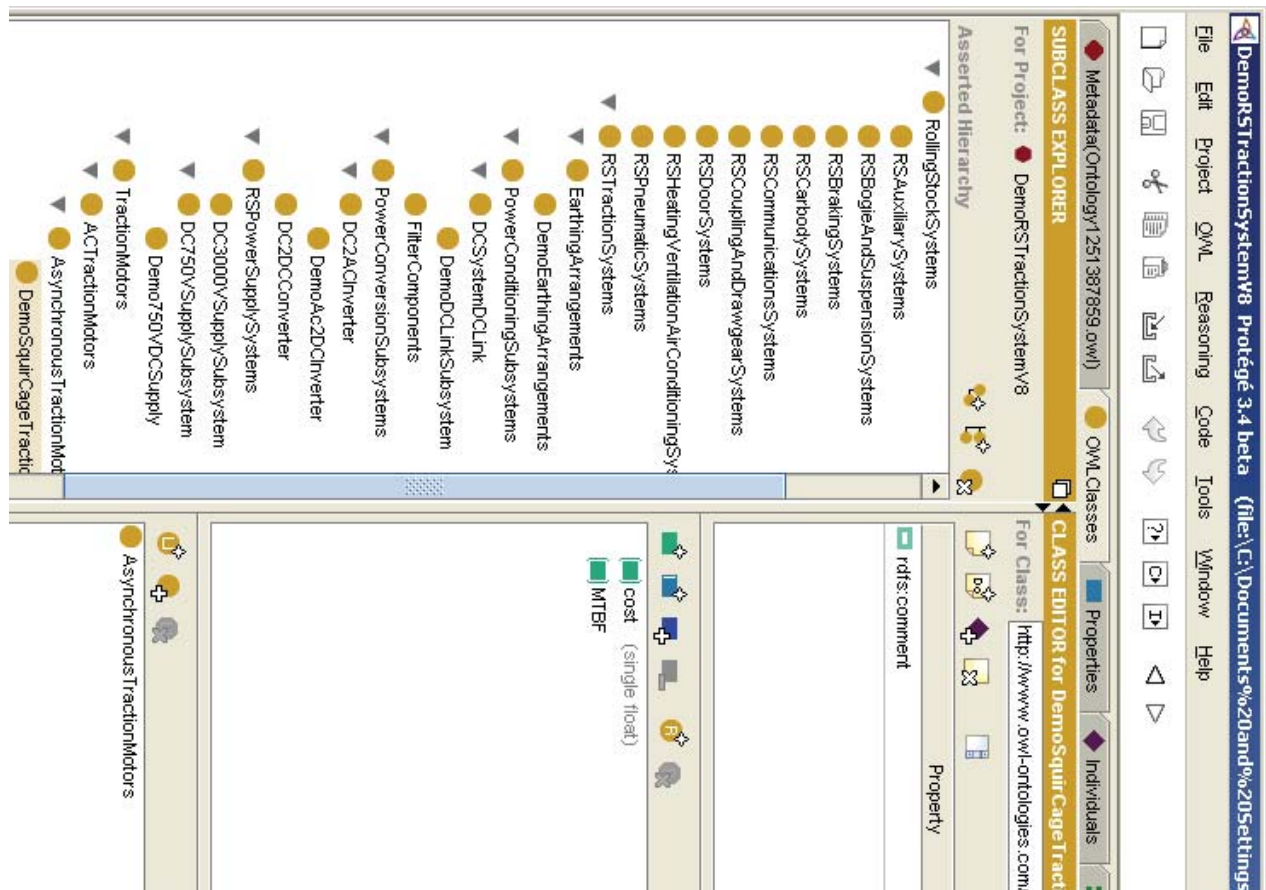 DemoRSTractionSystemV8 Protégé 3.4 beta (file:\C:\Documents%20and%20Settings
File Edit Project OWL Reasoning Code Tools Window Help
Metadata(Ontology1251387859.owl) OWLClasses Properties Individuals
SUBCLASS EXPLORER
For Project: DemoRSTractionSystemV8
Asserted Hierarchy
RollingStockSystems
RSAuxiliarySystems
RSBogieAndSuspensionSystems
RSBrakingSystems
RSCarbodySystems
RSCommunicationsSystems
RSCouplingAndDrawgearSystems
RSDoorSystems
RSHeatingVentilationAirConditioningSys
RSPneumaticSystems
RSTractionSystems
EarthingArrangements
DemoEarthingArrangements
PowerConditioningSubsystems
DCSystemDCLink
DemoDCLinkSubsystem
FilterComponents
PowerConversionSubsystems
DC2ACInverter
DemoAc2DCInverter
DC2DCConverter
RSPowerSupplySystems
DC3000VSupplySubsystem
DC750VSupplySubsystem
Demo750VDCSupply
TractionMotors
ACTractionMotors
AsynchronousTractionMot
DemoSquirCageTractic
CLASS EDITOR for DemoSquirCageTract
For Class: http://www.owl-ontologies.com/
Property
rdfs:comment
cost (single float)
MTBF
AsynchronousTractionMotors